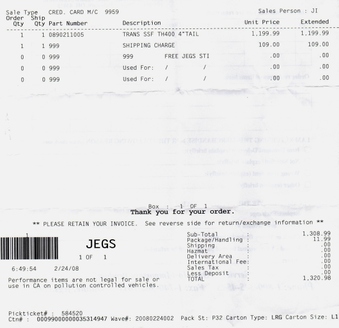 Sale Type CRED. CARD M/C 9959 Sales Person : JI
Order Ship
Qty Qty Part Number Description Unit Price Extended
1 1 0890211005 TRANS SSF TH400 4"TAIL 1,199.99 1,199.99
1 1 999 SHIPPING CHARGE 109.00 109.00
0 0 999 999 FREE JEGS STI .00 .00
0 0 999 Used For: / / .00 .00
0 0 999 Used For: / / .00 .00
Box : 1 OF 1
Thank you for your order.
** PLEASE RETAIN YOUR INVOICE. See reverse side for return/exchange information **
1
JEGS
1 OF 1
6:49:54 2/24/08
Performance items are not legal for sale or
use in CA on pollution controlled vehicles.
Sub-Total : 1,308.99
Package/Handling : 11.99
Shipping :
Hazmat :
Delivery Area :
International Fee:
Sales Tax :
Less Deposit :
TOTAL 1,320.98
Pickticket# : 584520
Ctn# : 00099000000035314947 Wave#: 20080224002 Pack St: P32 Carton Type: LRG Carton Size: L1